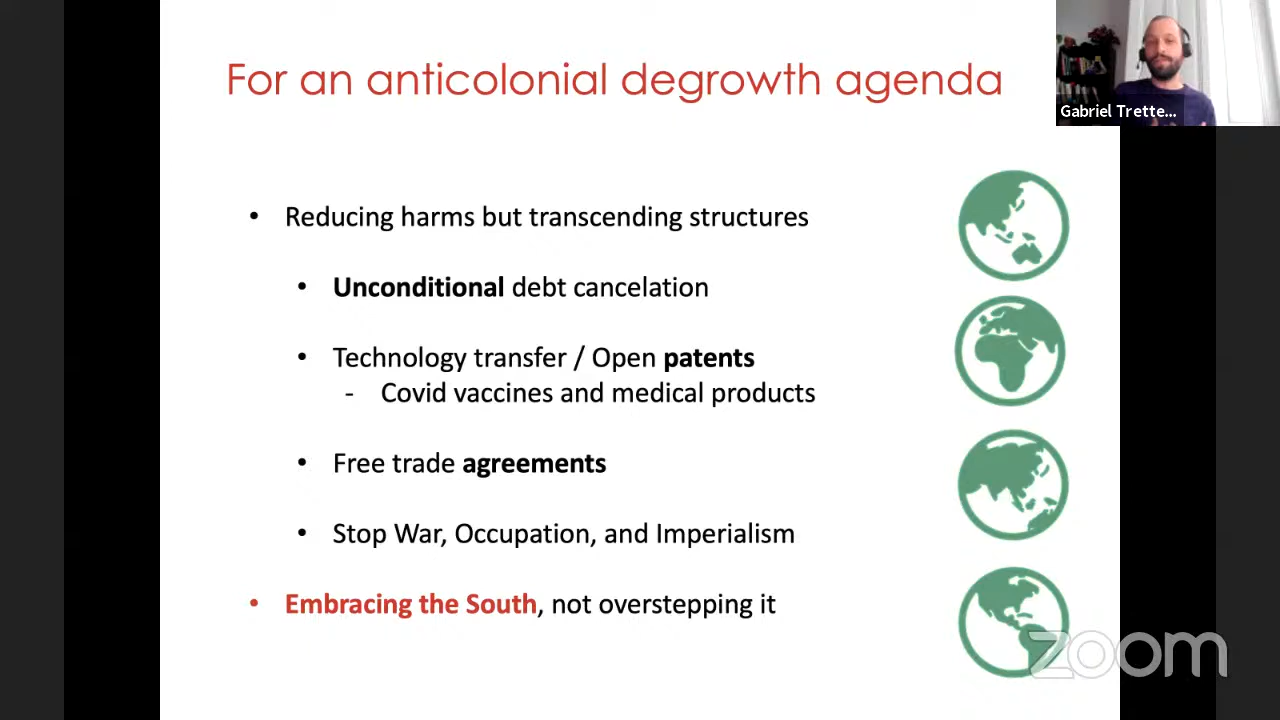 For an anticolonial degrowth agenda
Gabriel Trette...
• Reducing harms but transcending structures
• Unconditional debt cancelation
• Technology transfer / Open patents
- Covid vaccines and medical products
• Free trade agreements
• Stop War, Occupation, and Imperialism
• Embracing the South, not overstepping it
zoom